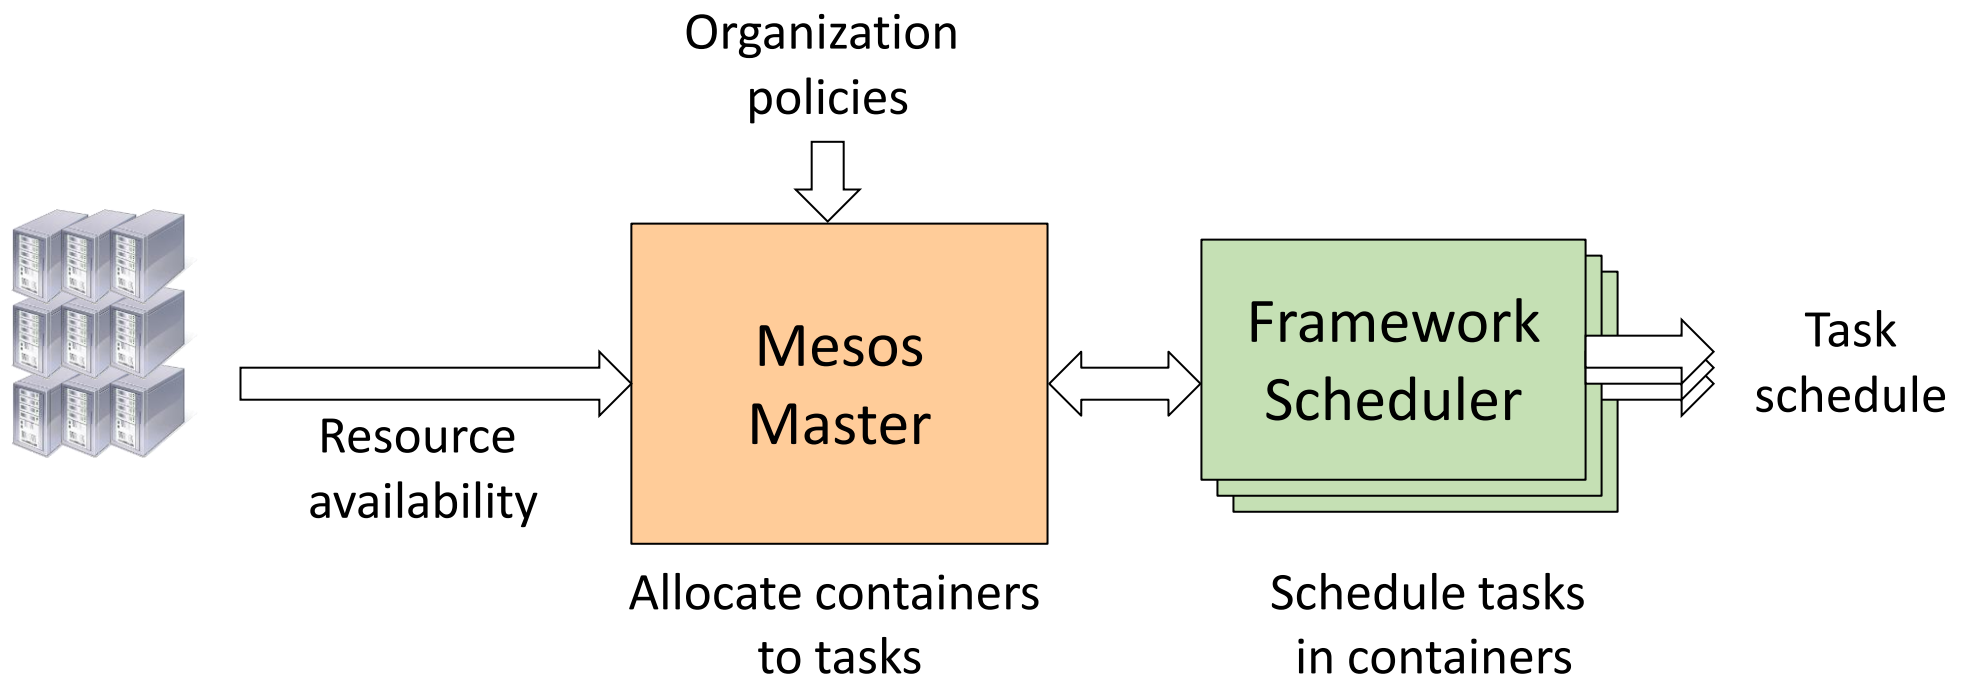 Organization
policies
Resource
availability
Mesos
Master
Allocate containers
to tasks
Framework
Scheduler
Schedule tasks
in containers
Task
schedule